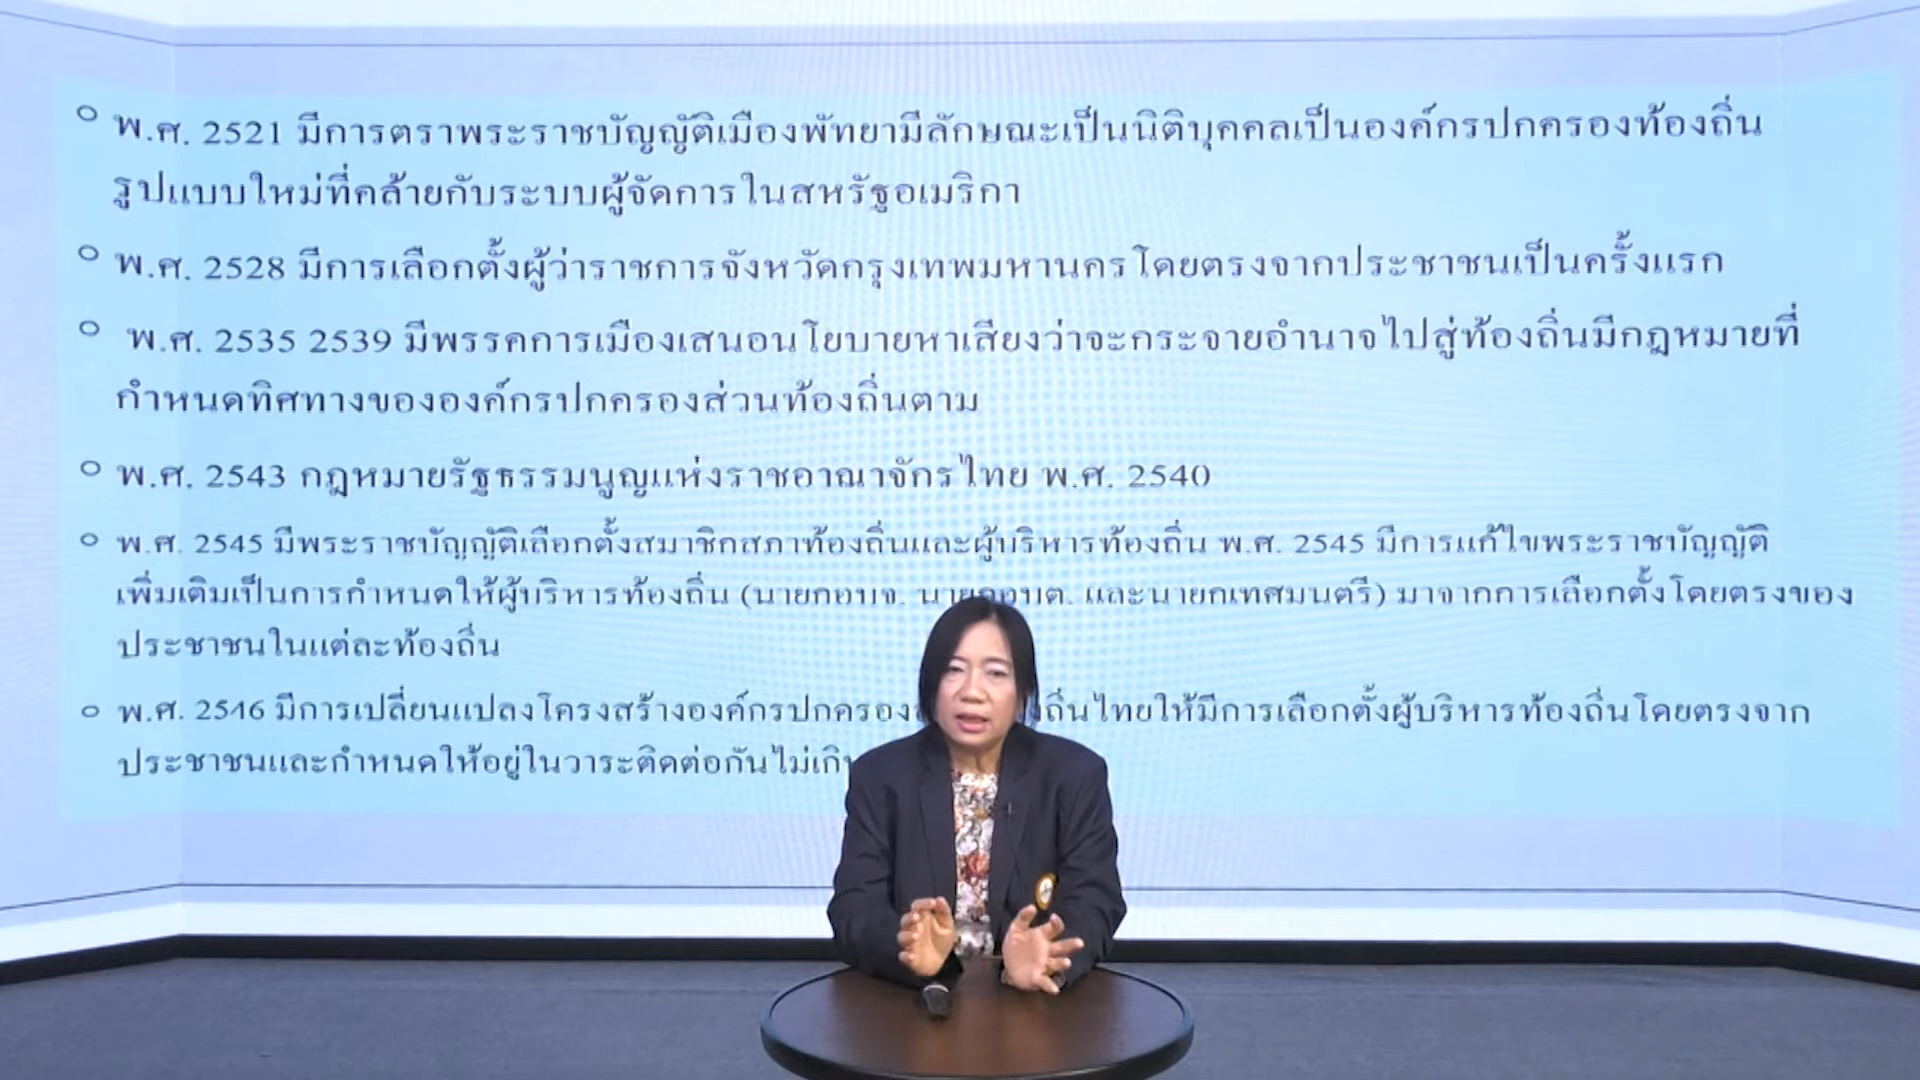 พ.ศ. 2521 มีการตราพระราชบัญญัติเมืองพัทยามีลักษณะเป็นนิติบุคคลเป็นองค์กรปกครองท้องถิ่น
รูปแบบใหม่ที่คล้ายกับระบบผู้จัดการในสหรัฐอเมริกา
พ.ศ. 2528 มีการเลือกตั้งผู้ว่าราชการจังหวัดกรุงเทพมหานครโดยตรงจากประชาชนเป็นครั้งแรก
พ.ศ. 2535 2539 มีพรรคการเมืองเสนอนโยบายหาเสียงว่าจะกระจายอำนาจไปสู่ท้องถิ่นมีกฎหมายที่
กำหนดทิศทางขององค์กรปกครองส่วนท้องถิ่นตาม
พ.ศ. 2543 กฎหมายรัฐธรรมนูญแห่งราชอาณาจักรไทย พ.ศ. 2540
พ.ศ. 2545 มีพระราชบัญญัติเลือกตั้งสมาชิกสภาท้องถิ่นและผู้บริหารท้องถิ่น พ.ศ. 2545 มีการแก้ไขพระราชบัญญัติ
เพิ่มเติมเป็นการกำหนดให้ผู้บริหารท้องถิ่น (นายกอบจ. นายกอบต. และนายกเทศมนตรี) มาจากการเลือกตั้งโดยตรงของ
ประชาชนในแต่ละท้องถิ่น
พ.ศ. 2546 มีการเปลี่ยนแปลงโครงสร้างองค์กรปกครอง ถิ่นไทยให้มีการเลือกตั้งผู้บริหารท้องถิ่นโดยตรงจาก
ประชาชนและกำหนดให้อยู่ในวาระติดต่อกันไม่เกิ